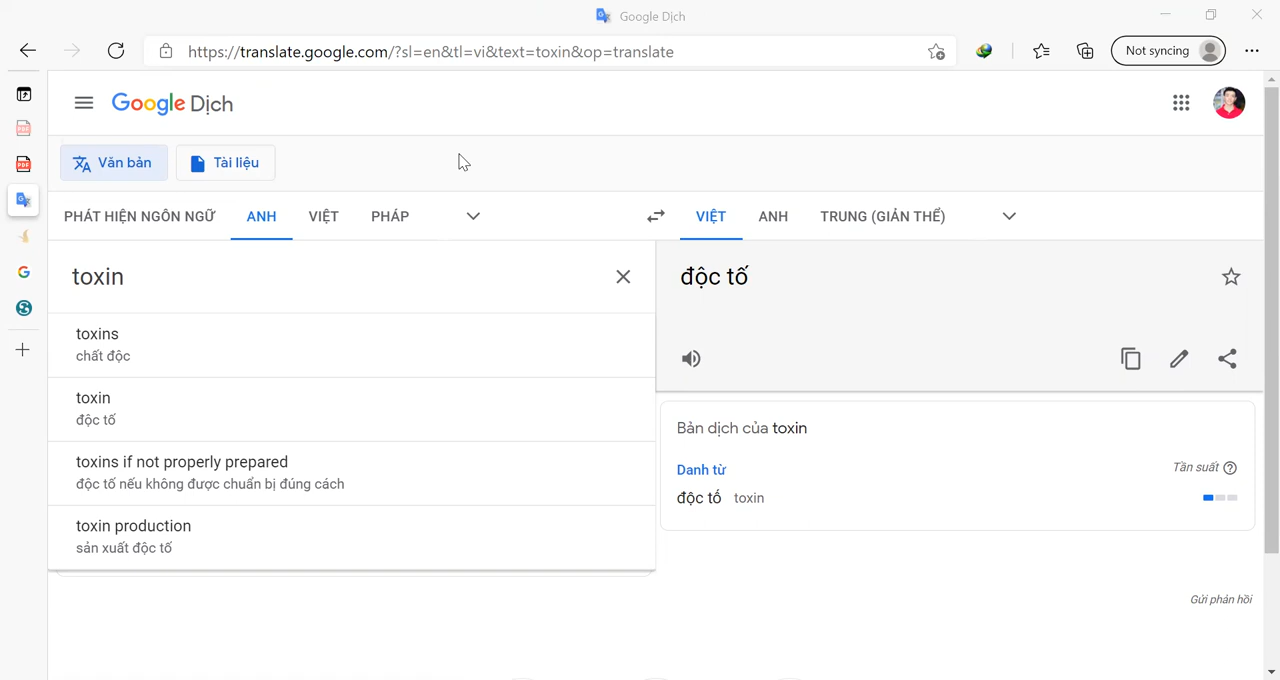 Google Dịch
https://translate.google.com/?sl=en&tl=vi&text=toxin&op=translate
Not syncing
Google Dịch
PDF
PDF
Văn bản
Tài liệu
PHÁT HIỆN NGÔN NGỮ ANH VIỆT PHÁP
VIỆT ANH TRUNG (GIẢN THỂ)
toxin
độc tố
toxins
chất độc
toxin
độc tố
toxins if not properly prepared
độc tố nếu không được chuẩn bị đúng cách
toxin production
sản xuất độc tố
Bản dịch của toxin
Danh từ
Tần suất
độc tố toxin
Gửi phản hồi